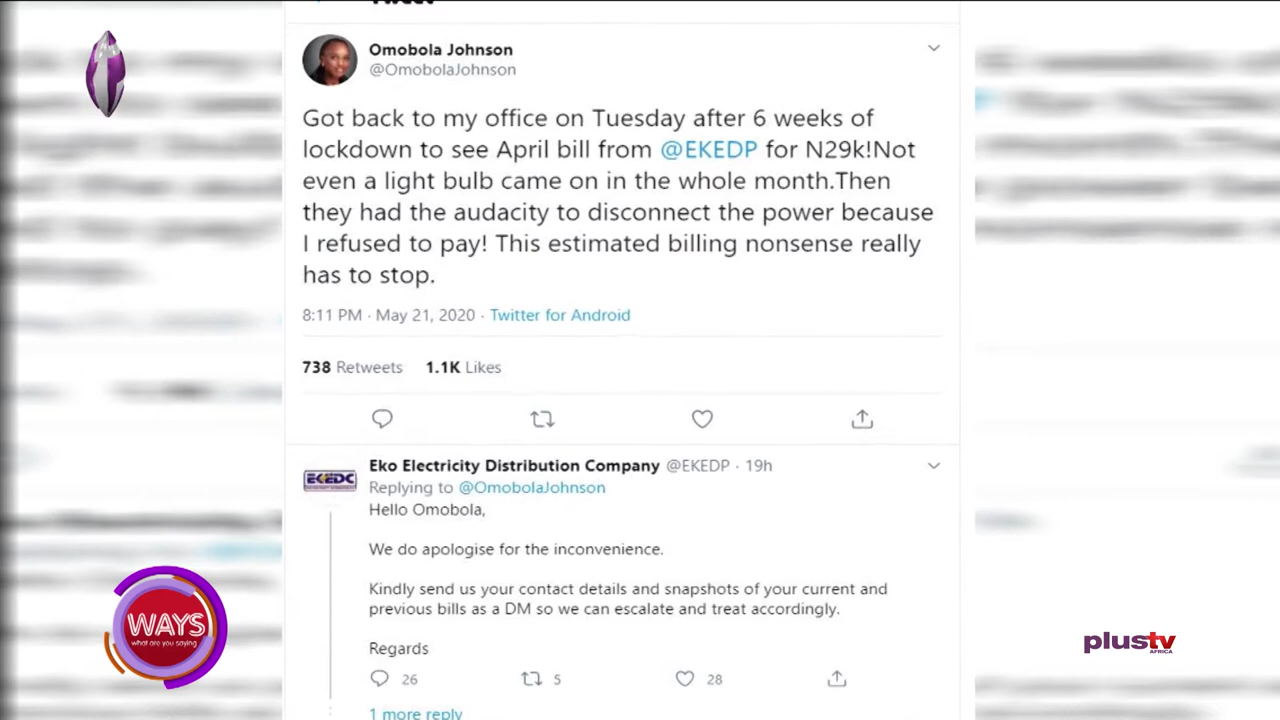 Tweet
Omobola Johnson
@OmobolaJohnson
Got back to my office on Tuesday after 6 weeks of
lockdown to see April bill from @EKEDP for N29k!Not
even a light bulb came on in the whole month.Then
they had the audacity to disconnect the power because
I refused to pay! This estimated billing nonsense really
has to stop.
8:11 PM · May 21, 2020 · Twitter for Android
738 Retweets 1.1K Likes
Eko Electricity Distribution Company @EKEDP · 19h
EKEDC
Replying to @OmobolaJohnson
Hello Omobola,
We do apologise for the inconvenience.
Kindly send us your contact details and snapshots of your current and
previous bills as a DM so we can escalate and treat accordingly.
Regards
26 5 28
1 more reply
WAYS
what are you saying
plustv
AFRICA